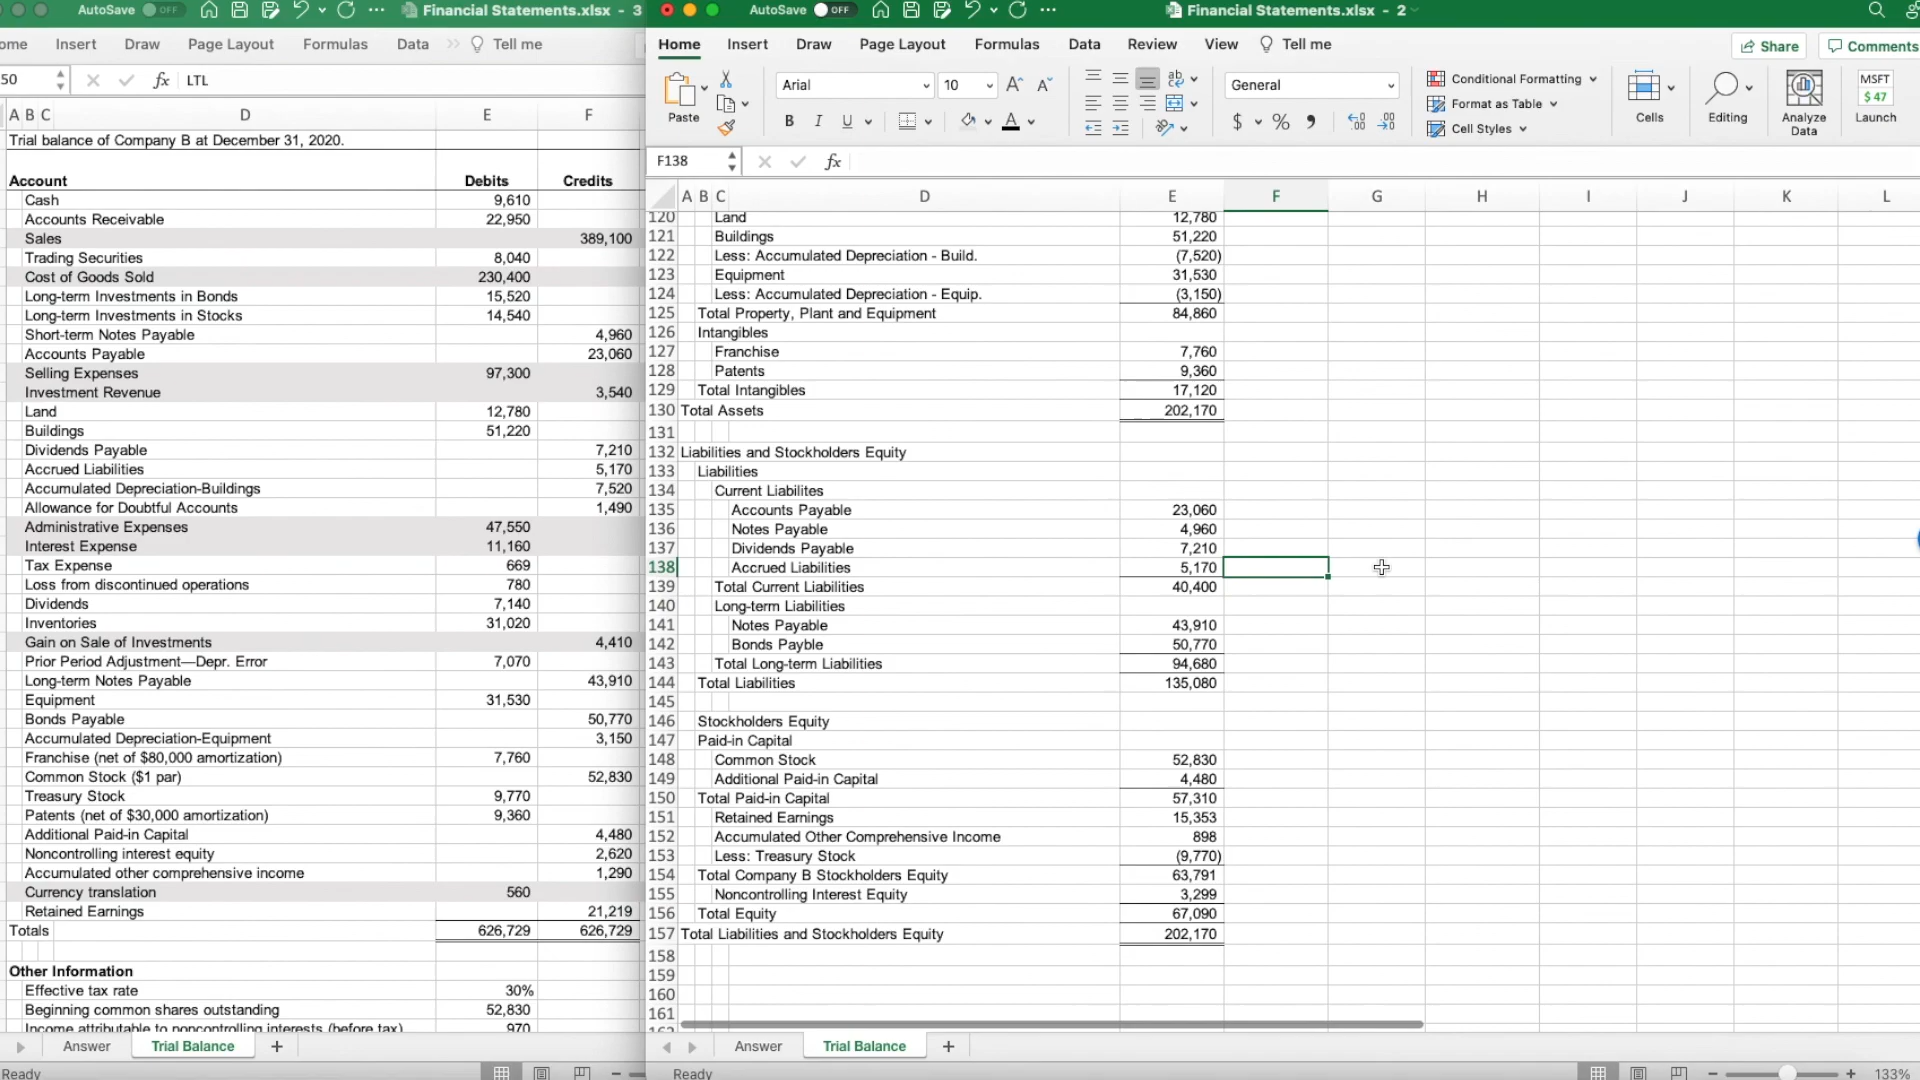 AutoSave OFF Financial Statements.xlsx - 3
ome Insert Draw Page Layout Formulas Data Tell me
50 fx LTL
A B C D E F
Trial balance of Company B at December 31, 2020.
Account Debits Credits
Cash 9,610
Accounts Receivable 22,950
Sales 389,100
Trading Securities 8,040
Cost of Goods Sold 230,400
Long-term Investments in Bonds 15,520
Long-term Investments in Stocks 14,540
Short-term Notes Payable 4,960
Accounts Payable 23,060
Selling Expenses 97,300
Investment Revenue 3,540
Land 12,780
Buildings 51,220
Dividends Payable 7,210
Accrued Liabilities 5,170
Accumulated Depreciation-Buildings 7,520
Allowance for Doubtful Accounts 1,490
Administrative Expenses 47,550
Interest Expense 11,160
Tax Expense 669
Loss from discontinued operations 780
Dividends 7,140
Inventories 31,020
Gain on Sale of Investments 4,410
Prior Period Adjustment—Depr. Error 7,070
Long-term Notes Payable 43,910
Equipment 31,530
Bonds Payable 50,770
Accumulated Depreciation-Equipment 3,150
Franchise (net of $80,000 amortization) 7,760
Common Stock ($1 par) 52,830
Treasury Stock 9,770
Patents (net of $30,000 amortization) 9,360
Additional Paid-in Capital 4,480
Noncontrolling interest equity 2,620
Accumulated other comprehensive income 1,290
Currency translation 560
Retained Earnings 21,219
Totals 626,729 626,729
Other Information
Effective tax rate 30%
Beginning common shares outstanding 52,830
Income attributable to noncontrolling interests (before tax) 970
Answer Trial Balance +
Ready
AutoSave OFF Financial Statements.xlsx - 2
Home Insert Draw Page Layout Formulas Data Review View Tell me Share Comments
Paste Arial 10 General Conditional Formatting Format as Table Cell Styles Cells Editing Analyze Data MSFT $ 47 Launch
B I U A $ % ab
F138 fx
A B C D E F G H I J K L
120 Land 12,780
121 Buildings 51,220
122 Less: Accumulated Depreciation - Build. (7,520)
123 Equipment 31,530
124 Less: Accumulated Depreciation - Equip. (3,150)
125 Total Property, Plant and Equipment 84,860
126 Intangibles
127 Franchise 7,760
128 Patents 9,360
129 Total Intangibles 17,120
130 Total Assets 202,170
131
132 Liabilities and Stockholders Equity
133 Liabilities
134 Current Liabilites
135 Accounts Payable 23,060
136 Notes Payable 4,960
137 Dividends Payable 7,210
138 Accrued Liabilities 5,170
139 Total Current Liabilities 40,400
140 Long-term Liabilities
141 Notes Payable 43,910
142 Bonds Payble 50,770
143 Total Long-term Liabilities 94,680
144 Total Liabilities 135,080
145
146 Stockholders Equity
147 Paid-in Capital
148 Common Stock 52,830
149 Additional Paid-in Capital 4,480
150 Total Paid-in Capital 57,310
151 Retained Earnings 15,353
152 Accumulated Other Comprehensive Income 898
153 Less: Treasury Stock (9,770)
154 Total Company B Stockholders Equity 63,791
155 Noncontrolling Interest Equity 3,299
156 Total Equity 67,090
157 Total Liabilities and Stockholders Equity 202,170
158
159
160
161
Answer Trial Balance +
Ready 133%